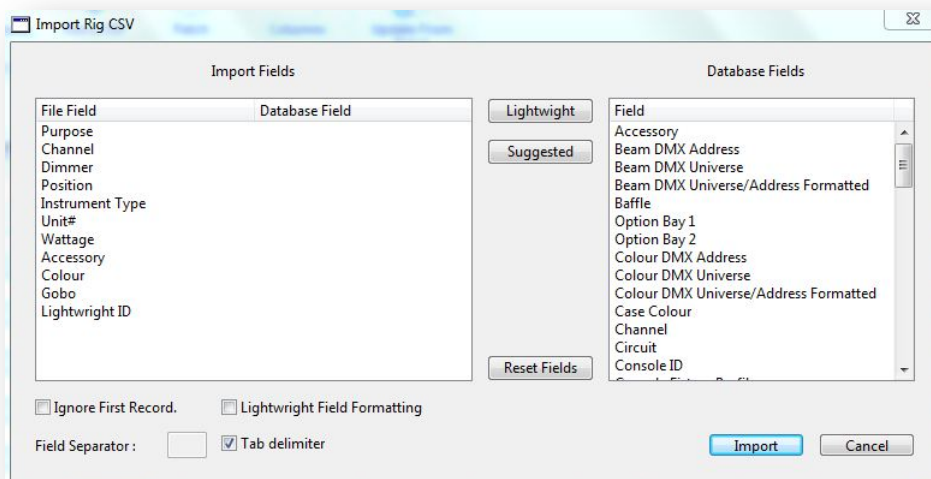 Import Rig CSV
Import Fields
Database Fields
File Field Database Field
Purpose
Channel
Dimmer
Position
Instrument Type
Unit#
Wattage
Accessory
Colour
Gobo
Lightwright ID
Lightwight
Suggested
Reset Fields
Field
Accessory
Beam DMX Address
Beam DMX Universe
Beam DMX Universe/Address Formatted
Baffle
Option Bay 1
Option Bay 2
Colour DMX Address
Colour DMX Universe
Colour DMX Universe/Address Formatted
Case Colour
Channel
Circuit
Console ID
Ignore First Record. Lightwright Field Formatting
Field Separator : Tab delimiter
Import Cancel